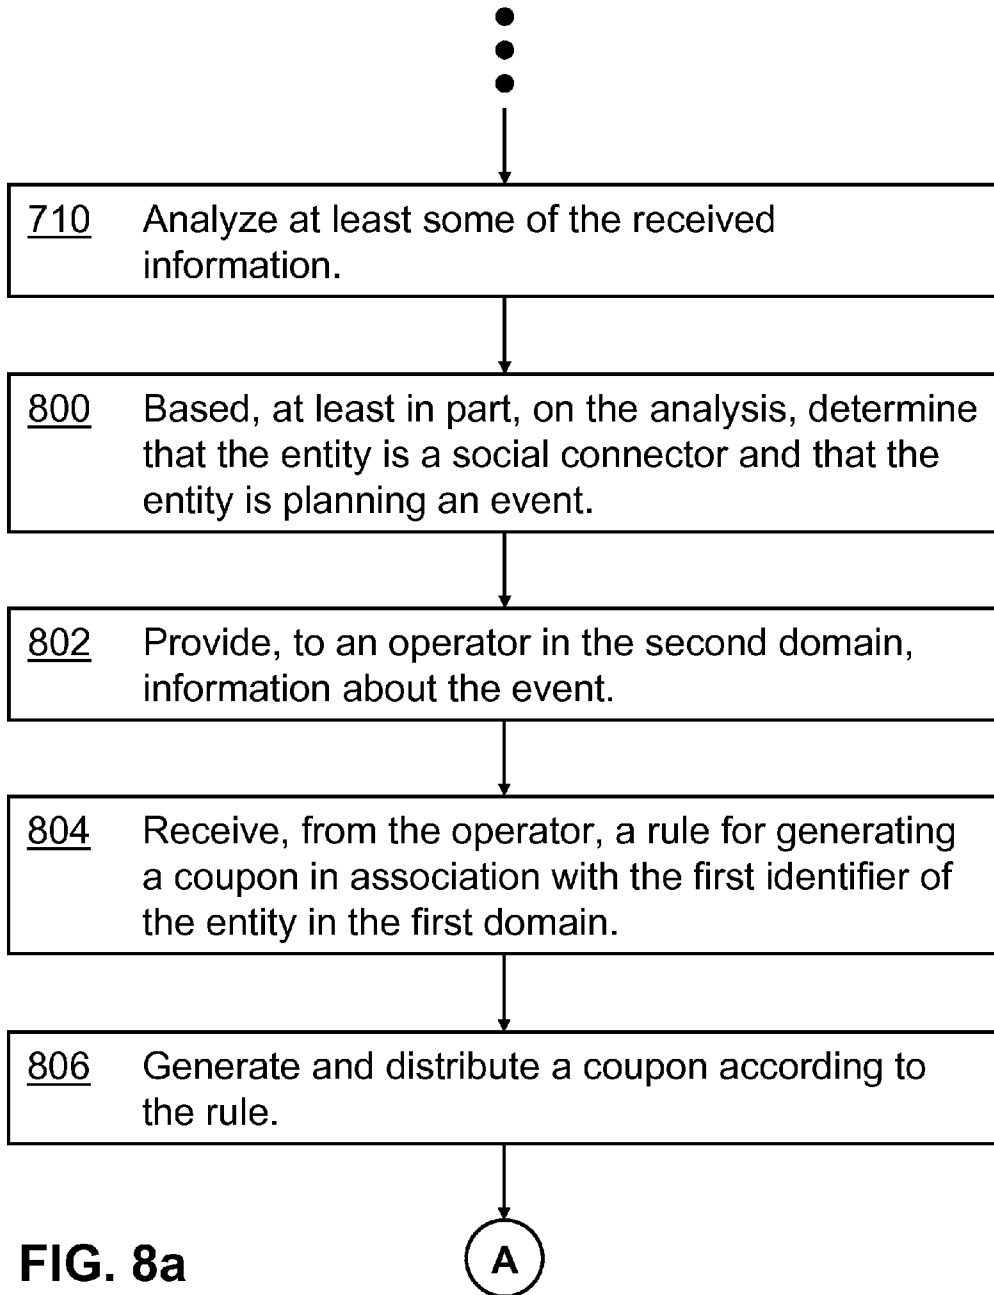 710 Analyze at least some of the received
information.
800 Based, at least in part, on the analysis, determine
that the entity is a social connector and that the
entity is planning an event.
802 Provide, to an operator in the second domain,
information about the event.
804 Receive, from the operator, a rule for generating
a coupon in association with the first identifier of
the entity in the first domain.
806 Generate and distribute a coupon according to
the rule.
A
FIG. 8a